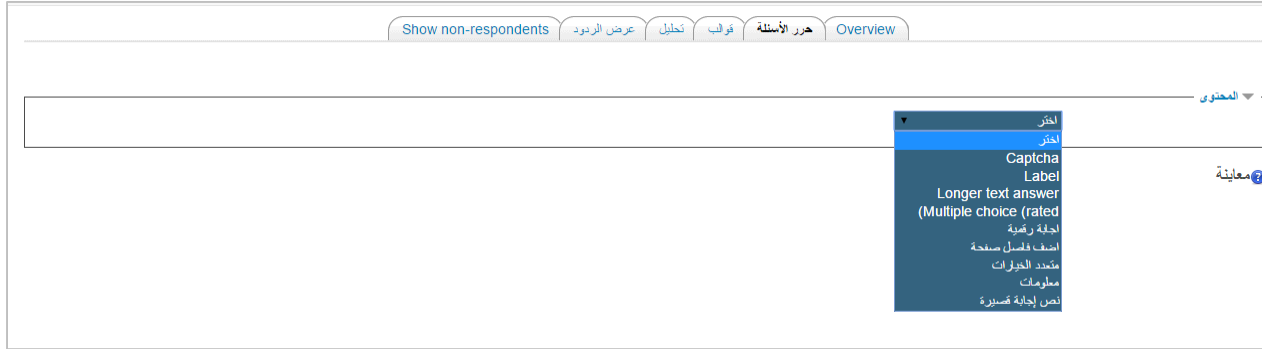 Overview
حرر الأسئلة
قوالب
تحليل
عرض الردود
Show non-respondents
المحتوى
اختر
اختر
Captcha
Label
Longer text answer
(Multiple choice (rated
اجابة رقمية
اضف فاصل صفحة
متعدد الخيارات
معلومات
نص إجابة قصيرة
معاينة